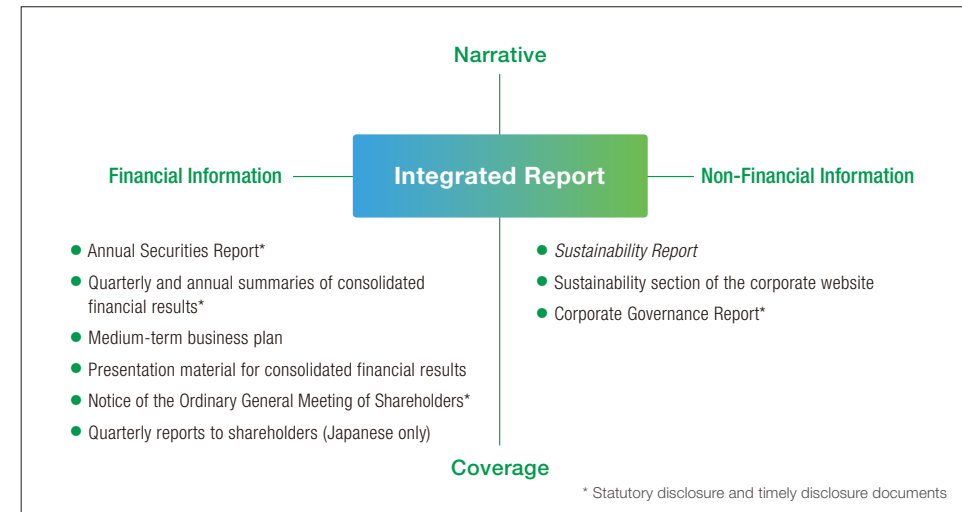 Narrative
Financial Information
Integrated Report
Non-Financial Information
● Annual Securities Report*
● Quarterly and annual summaries of consolidated
financial results*
● Medium-term business plan
● Presentation material for consolidated financial results
● Notice of the Ordinary General Meeting of Shareholders*
● Quarterly reports to shareholders (Japanese only)
● Sustainability Report
● Sustainability section of the corporate website
● Corporate Governance Report*
Coverage
* Statutory disclosure and timely disclosure documents